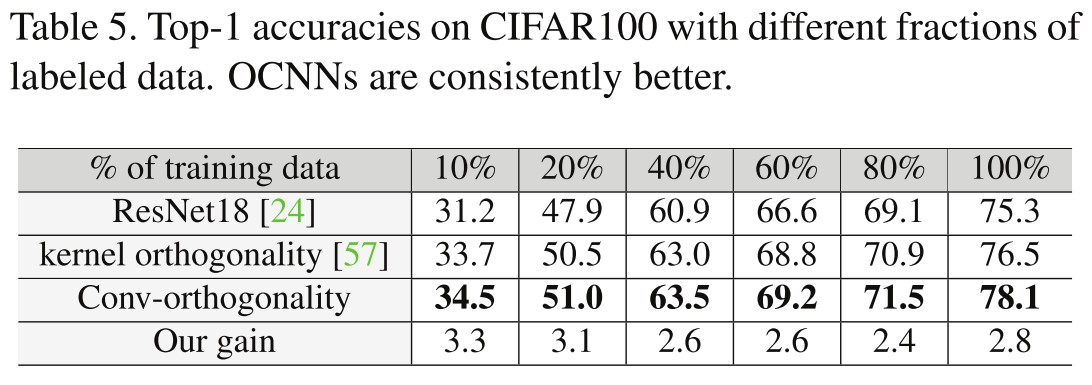 Table 5. Top-1 accuracies on CIFAR100 with different fractions of
labeled data. OCNNs are consistently better.
% of training data 10% 20% 40% 60% 80% 100%
ResNet18 [24] 31.2 47.9 60.9 66.6 69.1 75.3
kernel orthogonality [57] 33.7 50.5 63.0 68.8 70.9 76.5
Conv-orthogonality 34.5 51.0 63.5 69.2 71.5 78.1
Our gain 3.3 3.1 2.6 2.6 2.4 2.8